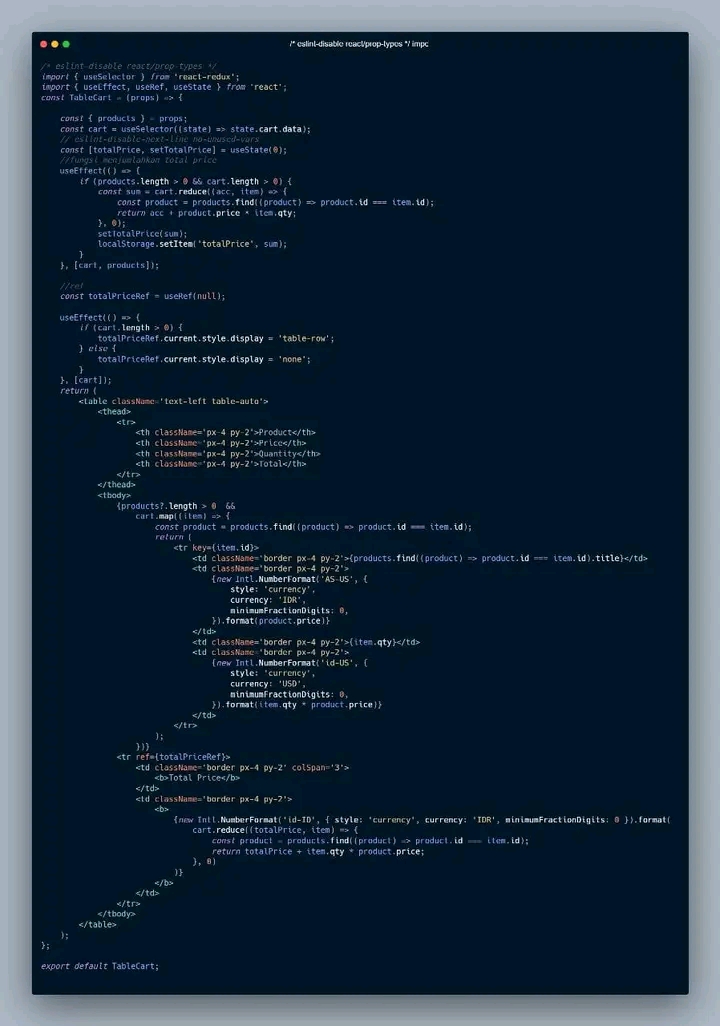 /* eslint-disable react/prop-types */ impc
/* eslint-disable react/prop-types */
import { useSelector } from 'react-redux';
import { useEffect, useRef, useState } from 'react';
const TableCart = (props) => {
const { products } = props;
const cart = useSelector((state) => state.cart.data);
// eslint-disable-next-line no-unused-vars
const [totalPrice, setTotalPrice] = useState(0);
//fungsi menjumlahkan total price
useEffect(() => {
if (products.length > 0 && cart.length > 0) {
const sum = cart.reduce((acc, item) => {
const product = products.find((product) => product.id === item.id);
return acc + product.price * item.qty;
}, 0);
setTotalPrice(sum);
localStorage.setItem('totalPrice', sum);
}
}, [cart, products]);
//ref
const totalPriceRef = useRef(null);
useEffect(() => {
if (cart.length > 0) {
totalPriceRef.current.style.display = 'table-row';
} else {
totalPriceRef.current.style.display = 'none';
}
}, [cart]);
return (
<table className='text-left table-auto'>
<thead>
<tr>
<th className='px-4 py-2'>Product</th>
<th className='px-4 py-2'>Price</th>
<th className='px-4 py-2'>Quantity</th>
<th className='px-4 py-2'>Total</th>
</tr>
</thead>
<tbody>
{products?.length > 0  &&
cart.map((item) => {
const product = products.find((product) => product.id === item.id);
return (
<tr key={item.id}>
<td className='border px-4 py-2'>{products.find((product) => product.id === item.id).title}</td>
<td className='border px-4 py-2'>
{new Intl.NumberFormat('AS-US', {
style: 'currency',
currency: 'IDR',
minimumFractionDigits: 0,
}).format(product.price)}
</td>
<td className='border px-4 py-2'>{item.qty}</td>
<td className='border px-4 py-2'>
{new Intl.NumberFormat('id-US', {
style: 'currency',
currency: 'USD',
minimumFractionDigits: 0,
}).format(item.qty * product.price)}
</td>
</tr>
);
})}
<tr ref={totalPriceRef}>
<td className='border px-4 py-2' colSpan='3'>
<b>Total Price</b>
</td>
<td className='border px-4 py-2'>
<b>
{new Intl.NumberFormat('id-ID', { style: 'currency', currency: 'IDR', minimumFractionDigits: 0 }).format(
cart.reduce((totalPrice, item) => {
const product = products.find((product) => product.id === item.id);
return totalPrice + item.qty * product.price;
}, 0)
)}
</b>
</td>
</tr>
</tbody>
</table>
);
};
export default TableCart;